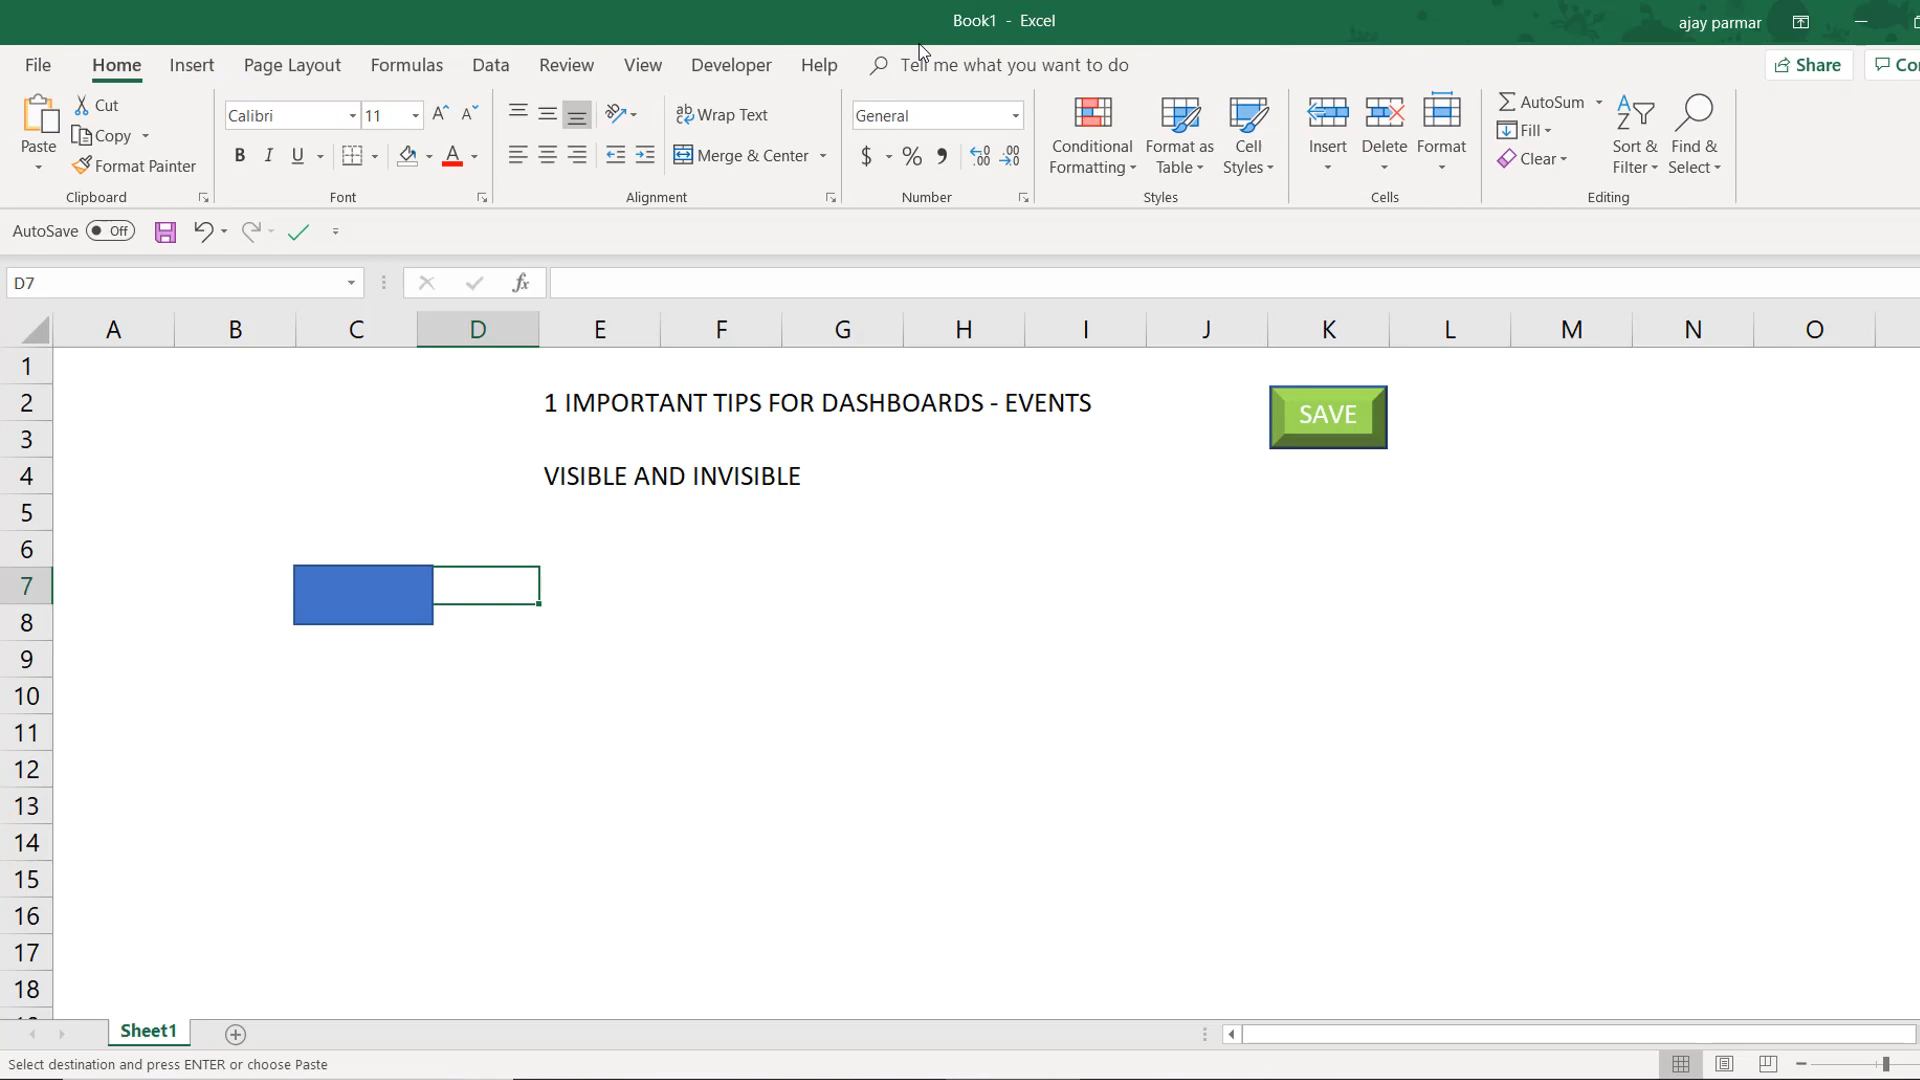 Book1 - Excel
ajay parmar
File Home Insert Page Layout Formulas Data Review View Developer Help Tell me what you want to do Share
Paste
Cut
Copy
Format Painter
Clipboard
Calibri 11
B I U
Font
Wrap Text
Merge & Center
Alignment
General
$ % ,
Number
Conditional Formatting
Format as Table
Cell Styles
Styles
Insert Delete Format
Cells
AutoSum
Fill
Clear
Sort & Filter
Find & Select
Editing
AutoSave Off
D7
fx
A B C D E F G H I J K L M N O
1
2 1 IMPORTANT TIPS FOR DASHBOARDS - EVENTS SAVE
3
4 VISIBLE AND INVISIBLE
5
6
7
8
9
10
11
12
13
14
15
16
17
18
Sheet1
Select destination and press ENTER or choose Paste